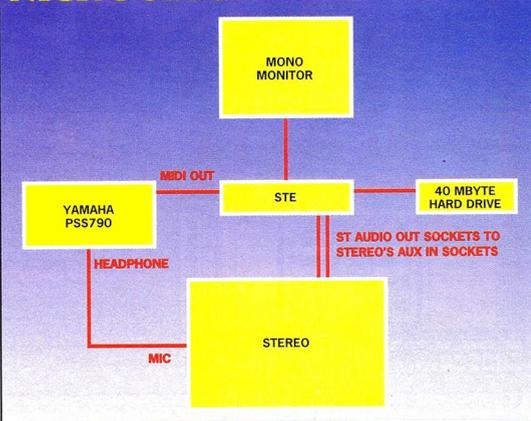 MONO
MONITOR
MIDI OUT
STE
40 MBYTE
HARD DRIVE
YAMAHA
PSS790
ST AUDIO OUT SOCKETS TO
STEREO'S AUX IN SOCKETS
HEADPHONE
STEREO
MIC